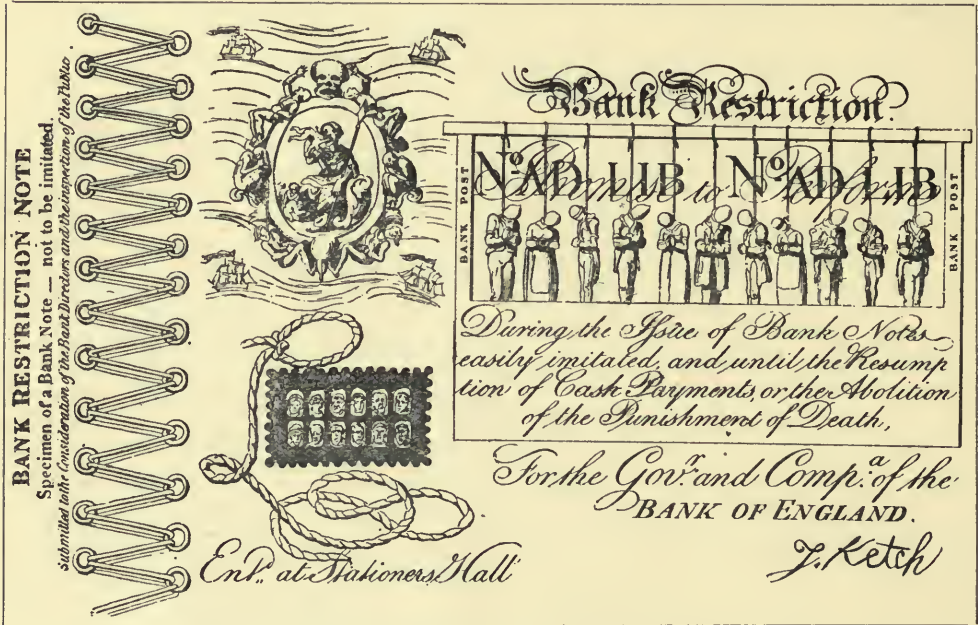 BANK RESTRICTION NOTE
Specimen of a Bank Note — not to be imitated.
Submitted to the Consideration of the Bank Directors and the inspection of the Public
Bank Restriction.
BANK POST
No. AD LIB No. AD LIB
Promise to Perform
BANK POST
During the Issue of Bank Notes
easily imitated, and until the Resump
tion of Cash Payments, or the Abolition
of the Punishment of Death,
For the Govr. and Compa. of the
BANK OF ENGLAND.
J. Ketch
Entd. at Stationers Hall